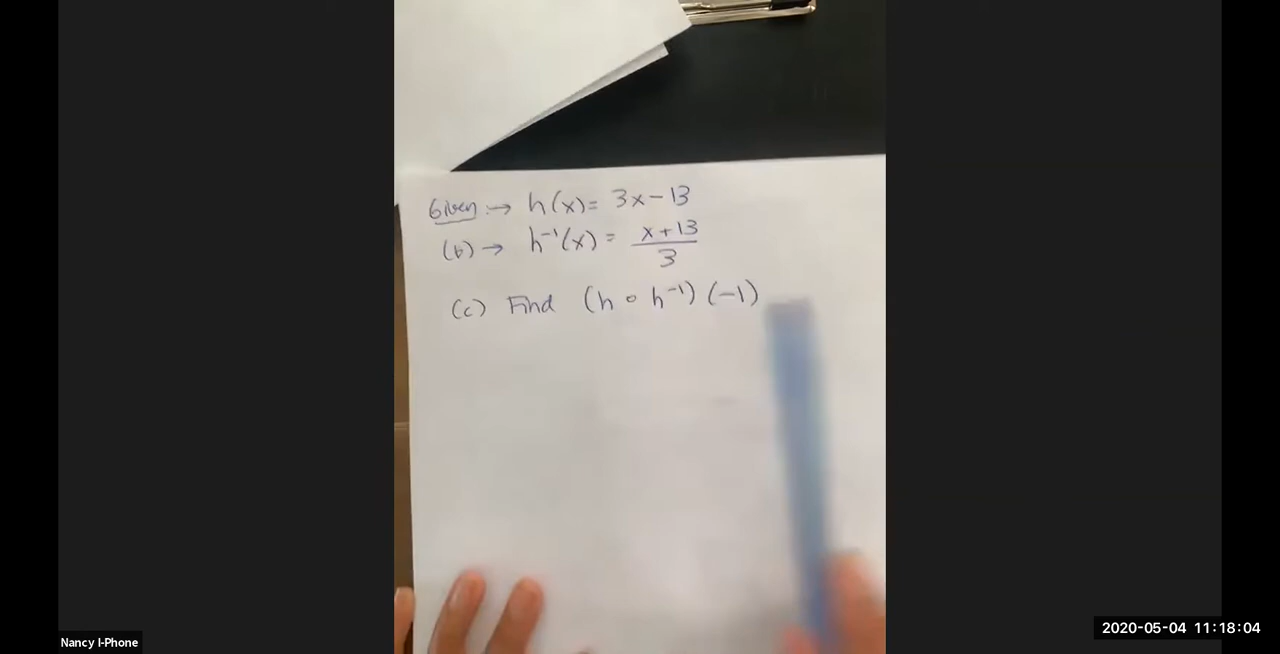 Given :→ h(x)= 3x-13
(b) → h⁻¹(x) = x+13/3
(c) Find (h ∘ h⁻¹) (-1)
Nancy I-Phone
2020-05-04 11:18:04